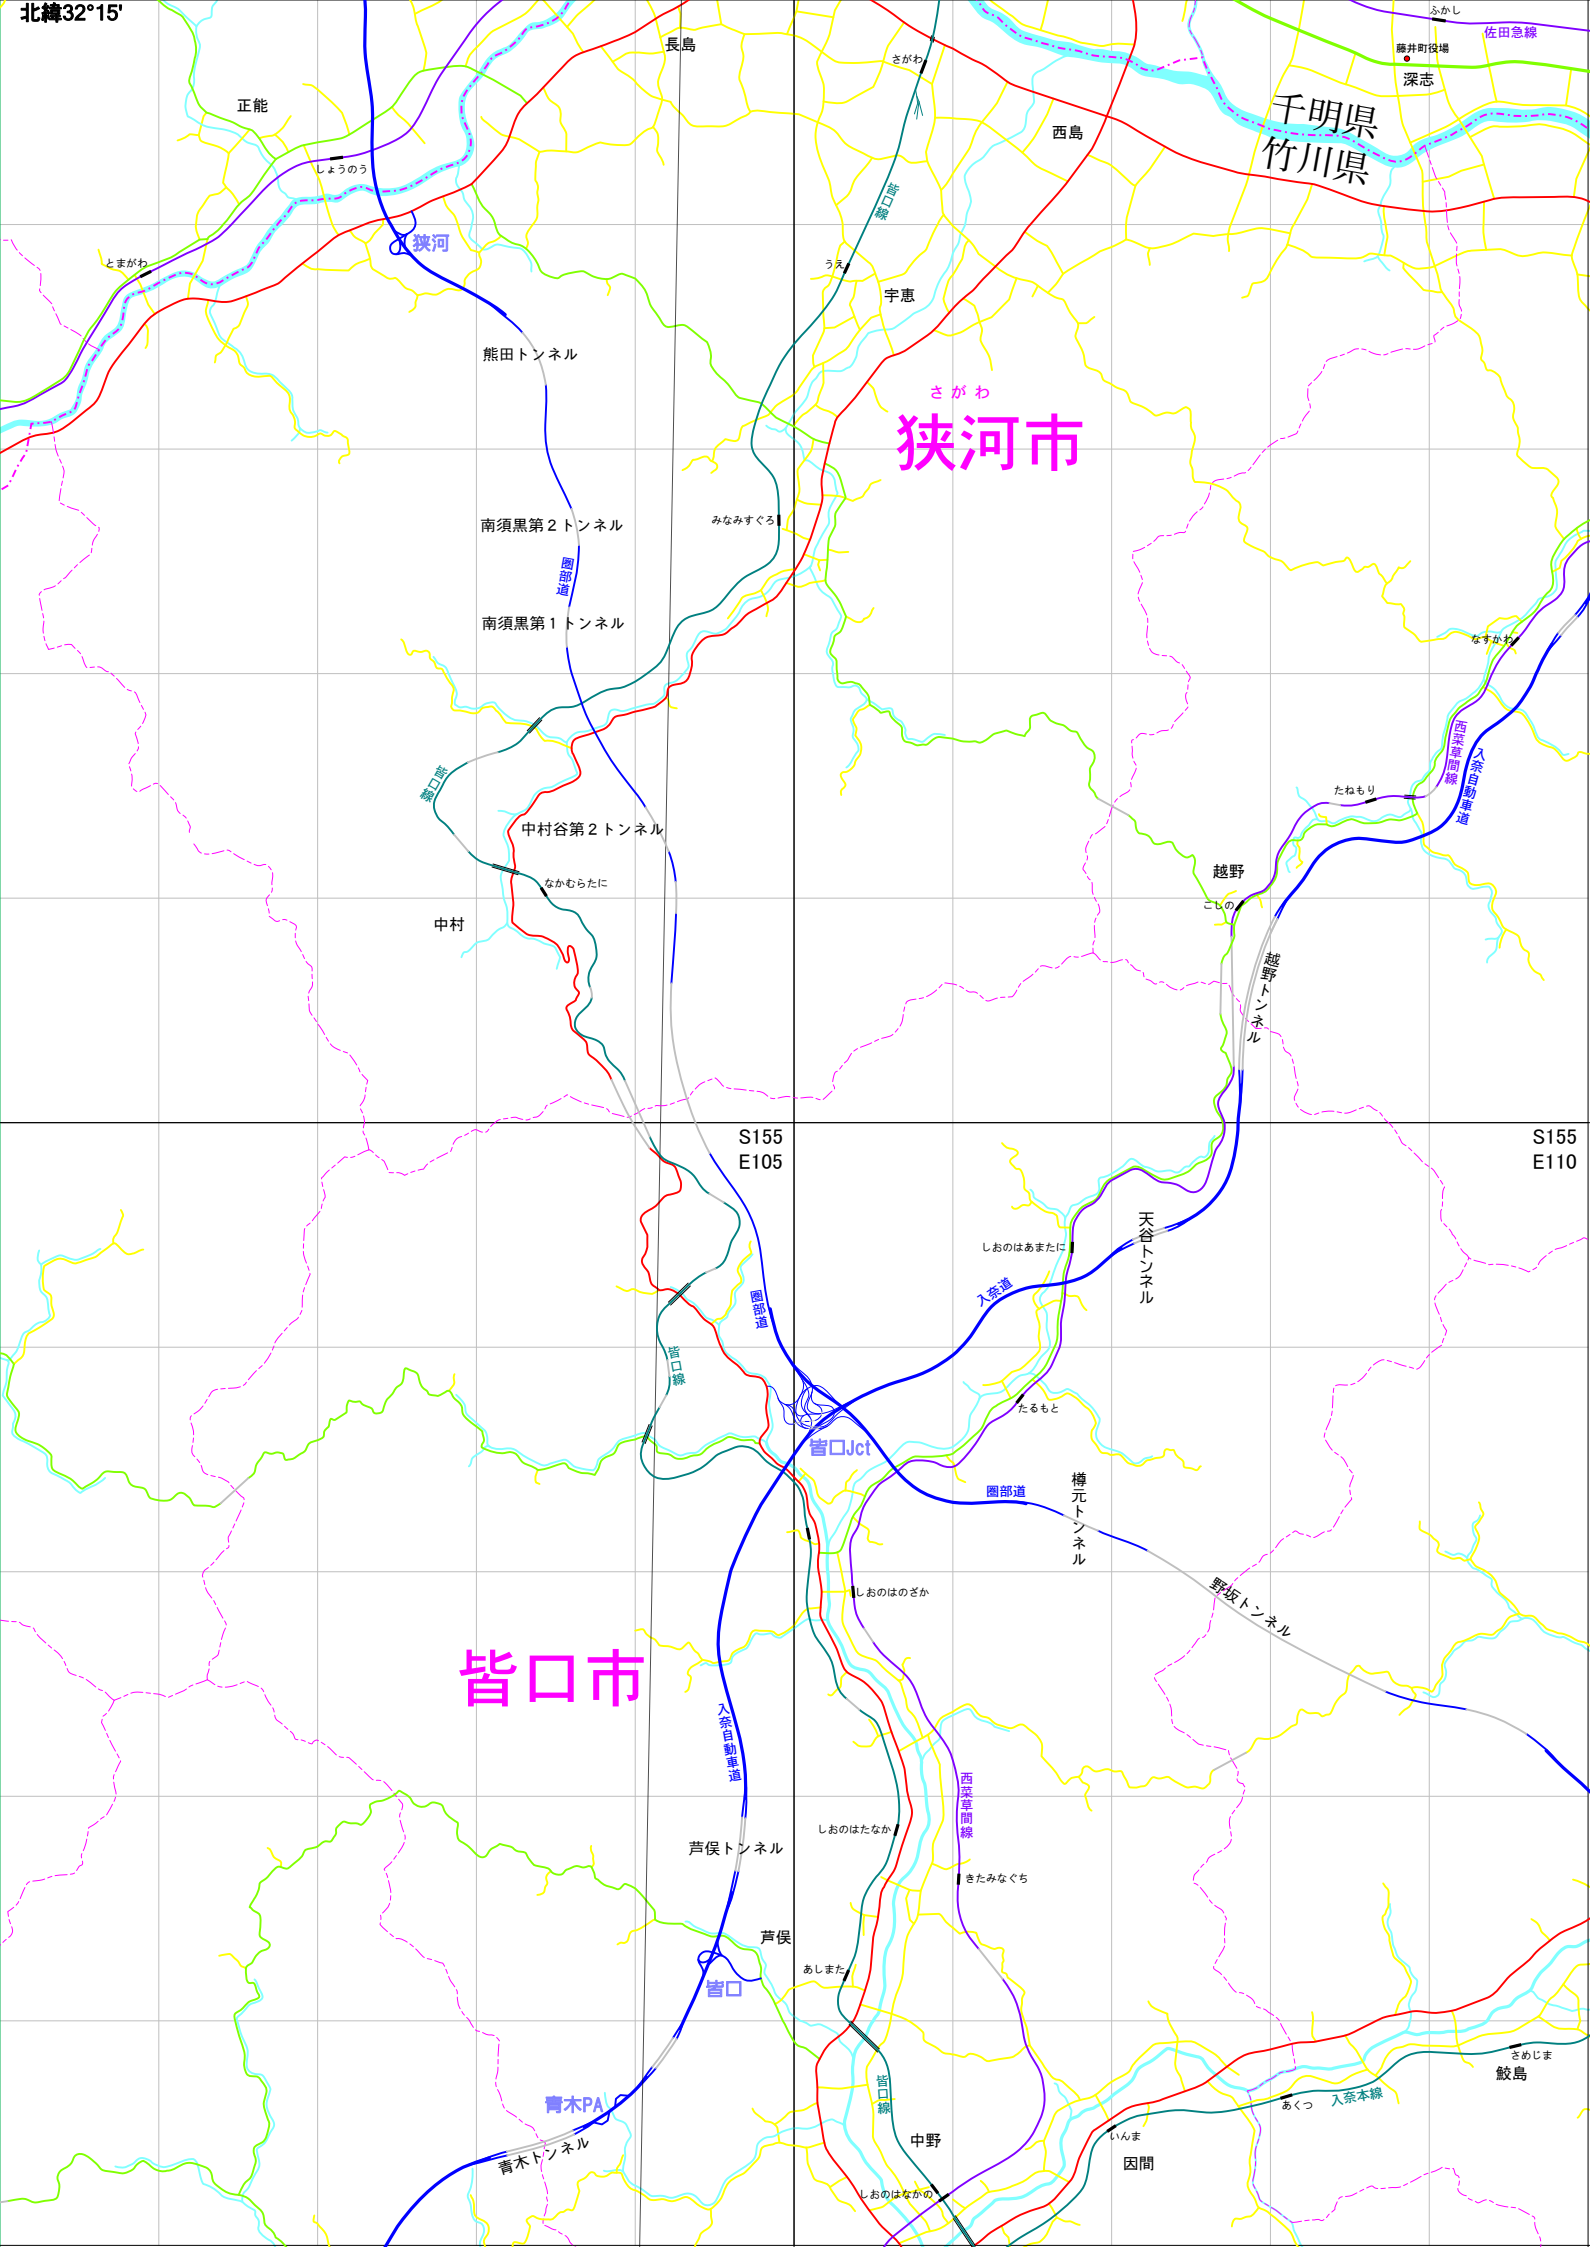 北緯32°15'
ふかし
佐田急線
藤井町役場
深志
長島
さがわ
正能
しょうのう
西島
千明県
竹川県
皆口線
狭河
とまがわ
うえ
宇恵
熊田トンネル
さがわ
狭河市
南須黒第２トンネル
みなみすぐろ
圏部道
南須黒第１トンネル
なすかわ
西菜草間線
入奈自動車道
皆口線
たねもり
中村谷第２トンネル
越野
なかむらたに
こしの
中村
越野トンネル
S155
E105
S155
E110
天谷トンネル
しおのはあまたに
入奈道
圏部道
皆口線
たるもと
皆口Jct
樽元トンネル
圏部道
しおのはのざか
野坂トンネル
皆口市
入奈自動車道
西菜草間線
しおのはたなか
芦俣トンネル
きたみなぐち
芦俣
あしまた
皆口
さめじま
鮫島
皆口線
入奈本線
あくつ
青木PA
いんま
中野
因間
青木トンネル
しおのはなかの